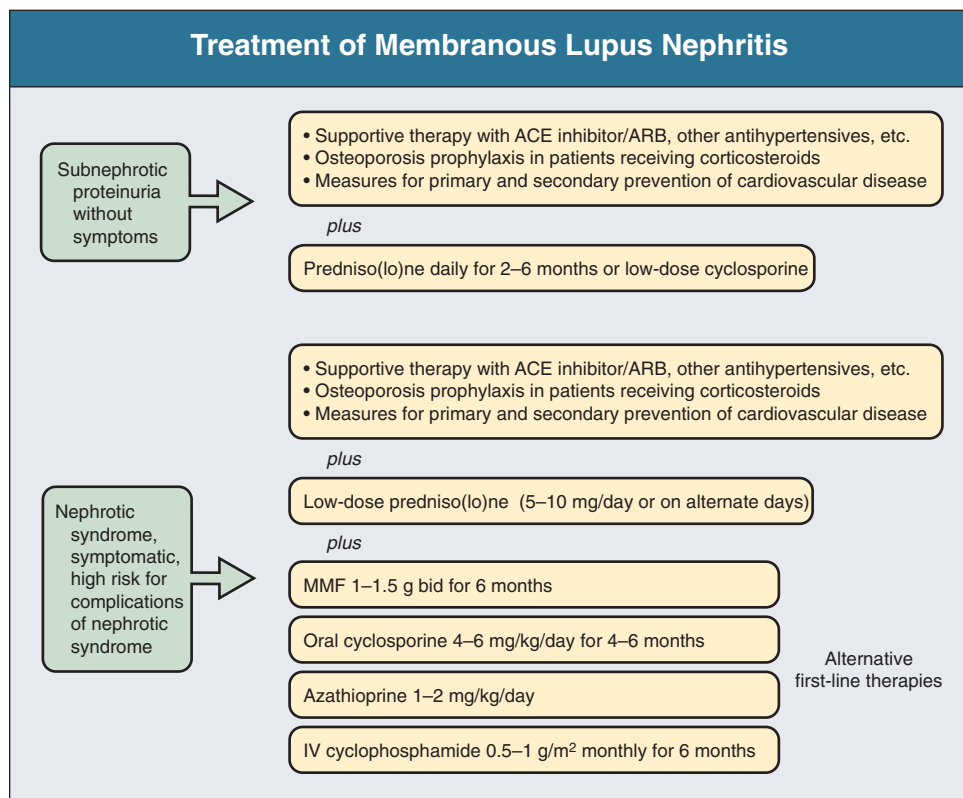 Treatment of Membranous Lupus Nephritis
Subnephrotic
proteinuria
without
symptoms
• Supportive therapy with ACE inhibitor/ARB, other antihypertensives, etc.
• Osteoporosis prophylaxis in patients receiving corticosteroids
• Measures for primary and secondary prevention of cardiovascular disease
plus
Predniso(lo)ne daily for 2–6 months or low-dose cyclosporine
Nephrotic
syndrome,
symptomatic,
high risk for
complications
of nephrotic
syndrome
• Supportive therapy with ACE inhibitor/ARB, other antihypertensives, etc.
• Osteoporosis prophylaxis in patients receiving corticosteroids
• Measures for primary and secondary prevention of cardiovascular disease
plus
Low-dose predniso(lo)ne (5–10 mg/day or on alternate days)
plus
MMF 1–1.5 g bid for 6 months
Oral cyclosporine 4–6 mg/kg/day for 4–6 months
Azathioprine 1–2 mg/kg/day
IV cyclophosphamide 0.5–1 g/m² monthly for 6 months
Alternative
first-line therapies